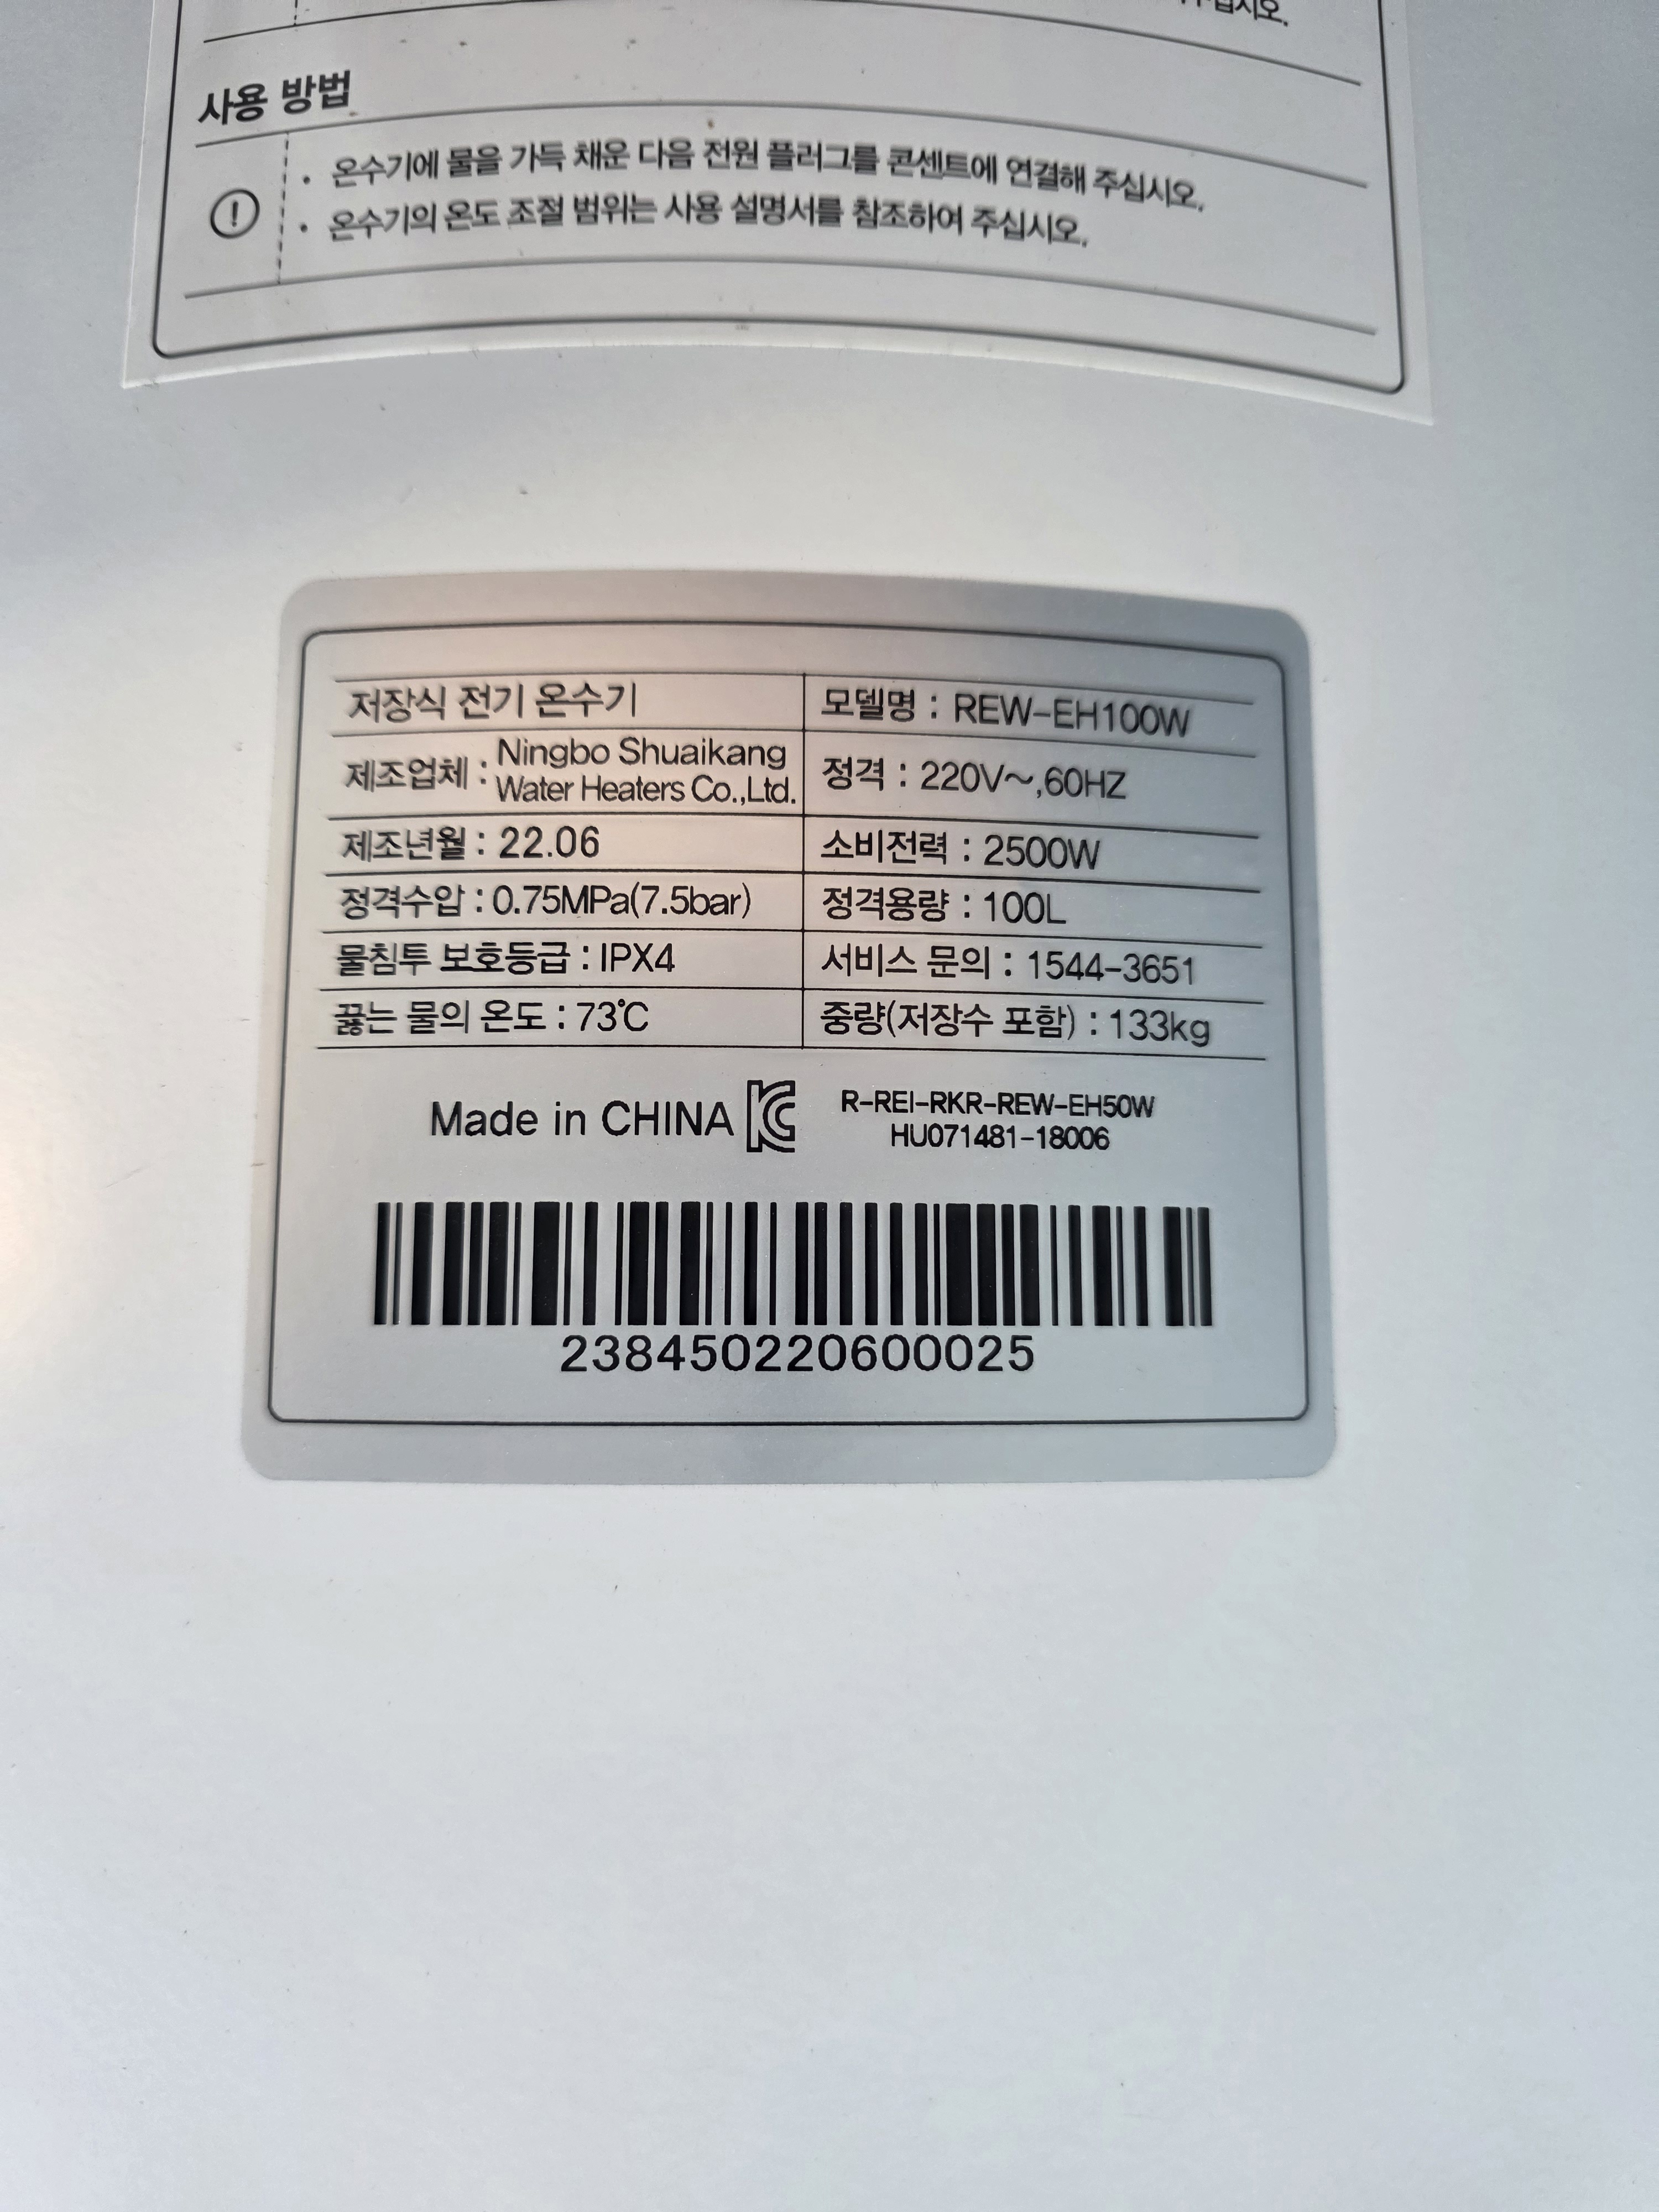 사용 방법
· 온수기에 물을 가득 채운 다음 전원 플러그를 콘센트에 연결해 주십시오.
· 온수기의 온도 조절 범위는 사용 설명서를 참조하여 주십시오.
저장식 전기 온수기
모델명 : REW-EH100W
제조업체 : Ningbo Shuaikang
Water Heaters Co.,Ltd.
정격 : 220V~,60HZ
제조년월 : 22.06
소비전력 : 2500W
정격수압 : 0.75MPa(7.5bar)
정격용량 : 100L
물침투 보호등급 : IPX4
서비스 문의 : 1544-3651
끓는 물의 온도 : 73℃
중량(저장수 포함) : 133kg
Made in CHINA KC
R-REI-RKR-REW-EH50W
HU071481-18006
238450220600025